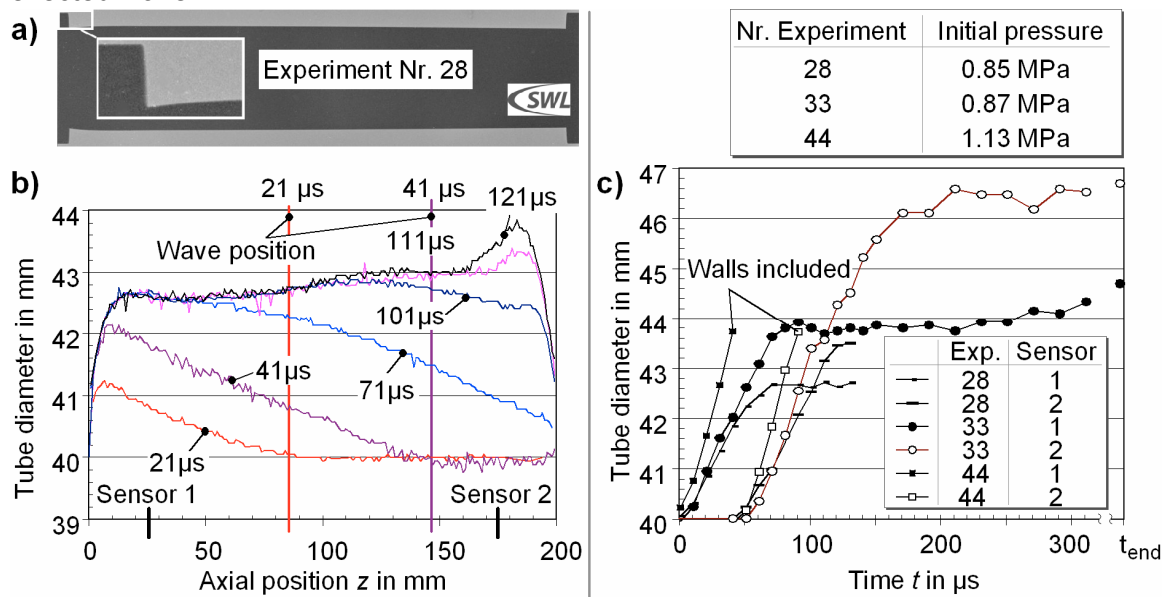 a)
Experiment Nr. 28
SWL
Nr. Experiment Initial pressure
28 0.85 MPa
33 0.87 MPa
44 1.13 MPa
b)
21 µs
41 µs
121µs
Wave position
111µs
101µs
41µs
71µs
21µs
Sensor 1
Sensor 2
44
43
42
41
40
39
Tube diameter in mm
0 50 100 150 200
Axial position z in mm
c)
47
46
45
44
43
42
41
40
Tube diameter in mm
Walls included
Exp. Sensor
28 1
28 2
33 1
33 2
44 1
44 2
0 100 200 300 tend
Time t in µs